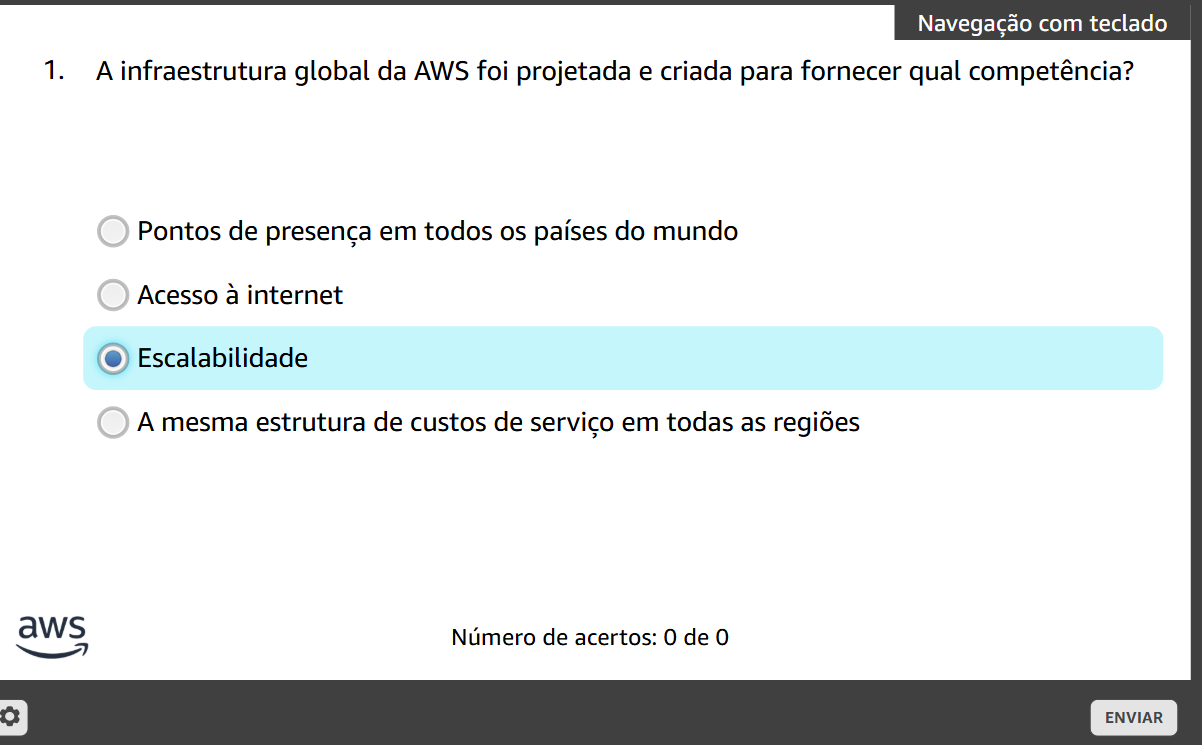 Navegação com teclado
1. A infraestrutura global da AWS foi projetada e criada para fornecer qual competência?
Pontos de presença em todos os países do mundo
Acesso à internet
Escalabilidade
A mesma estrutura de custos de serviço em todas as regiões
aws
Número de acertos: 0 de 0
ENVIAR